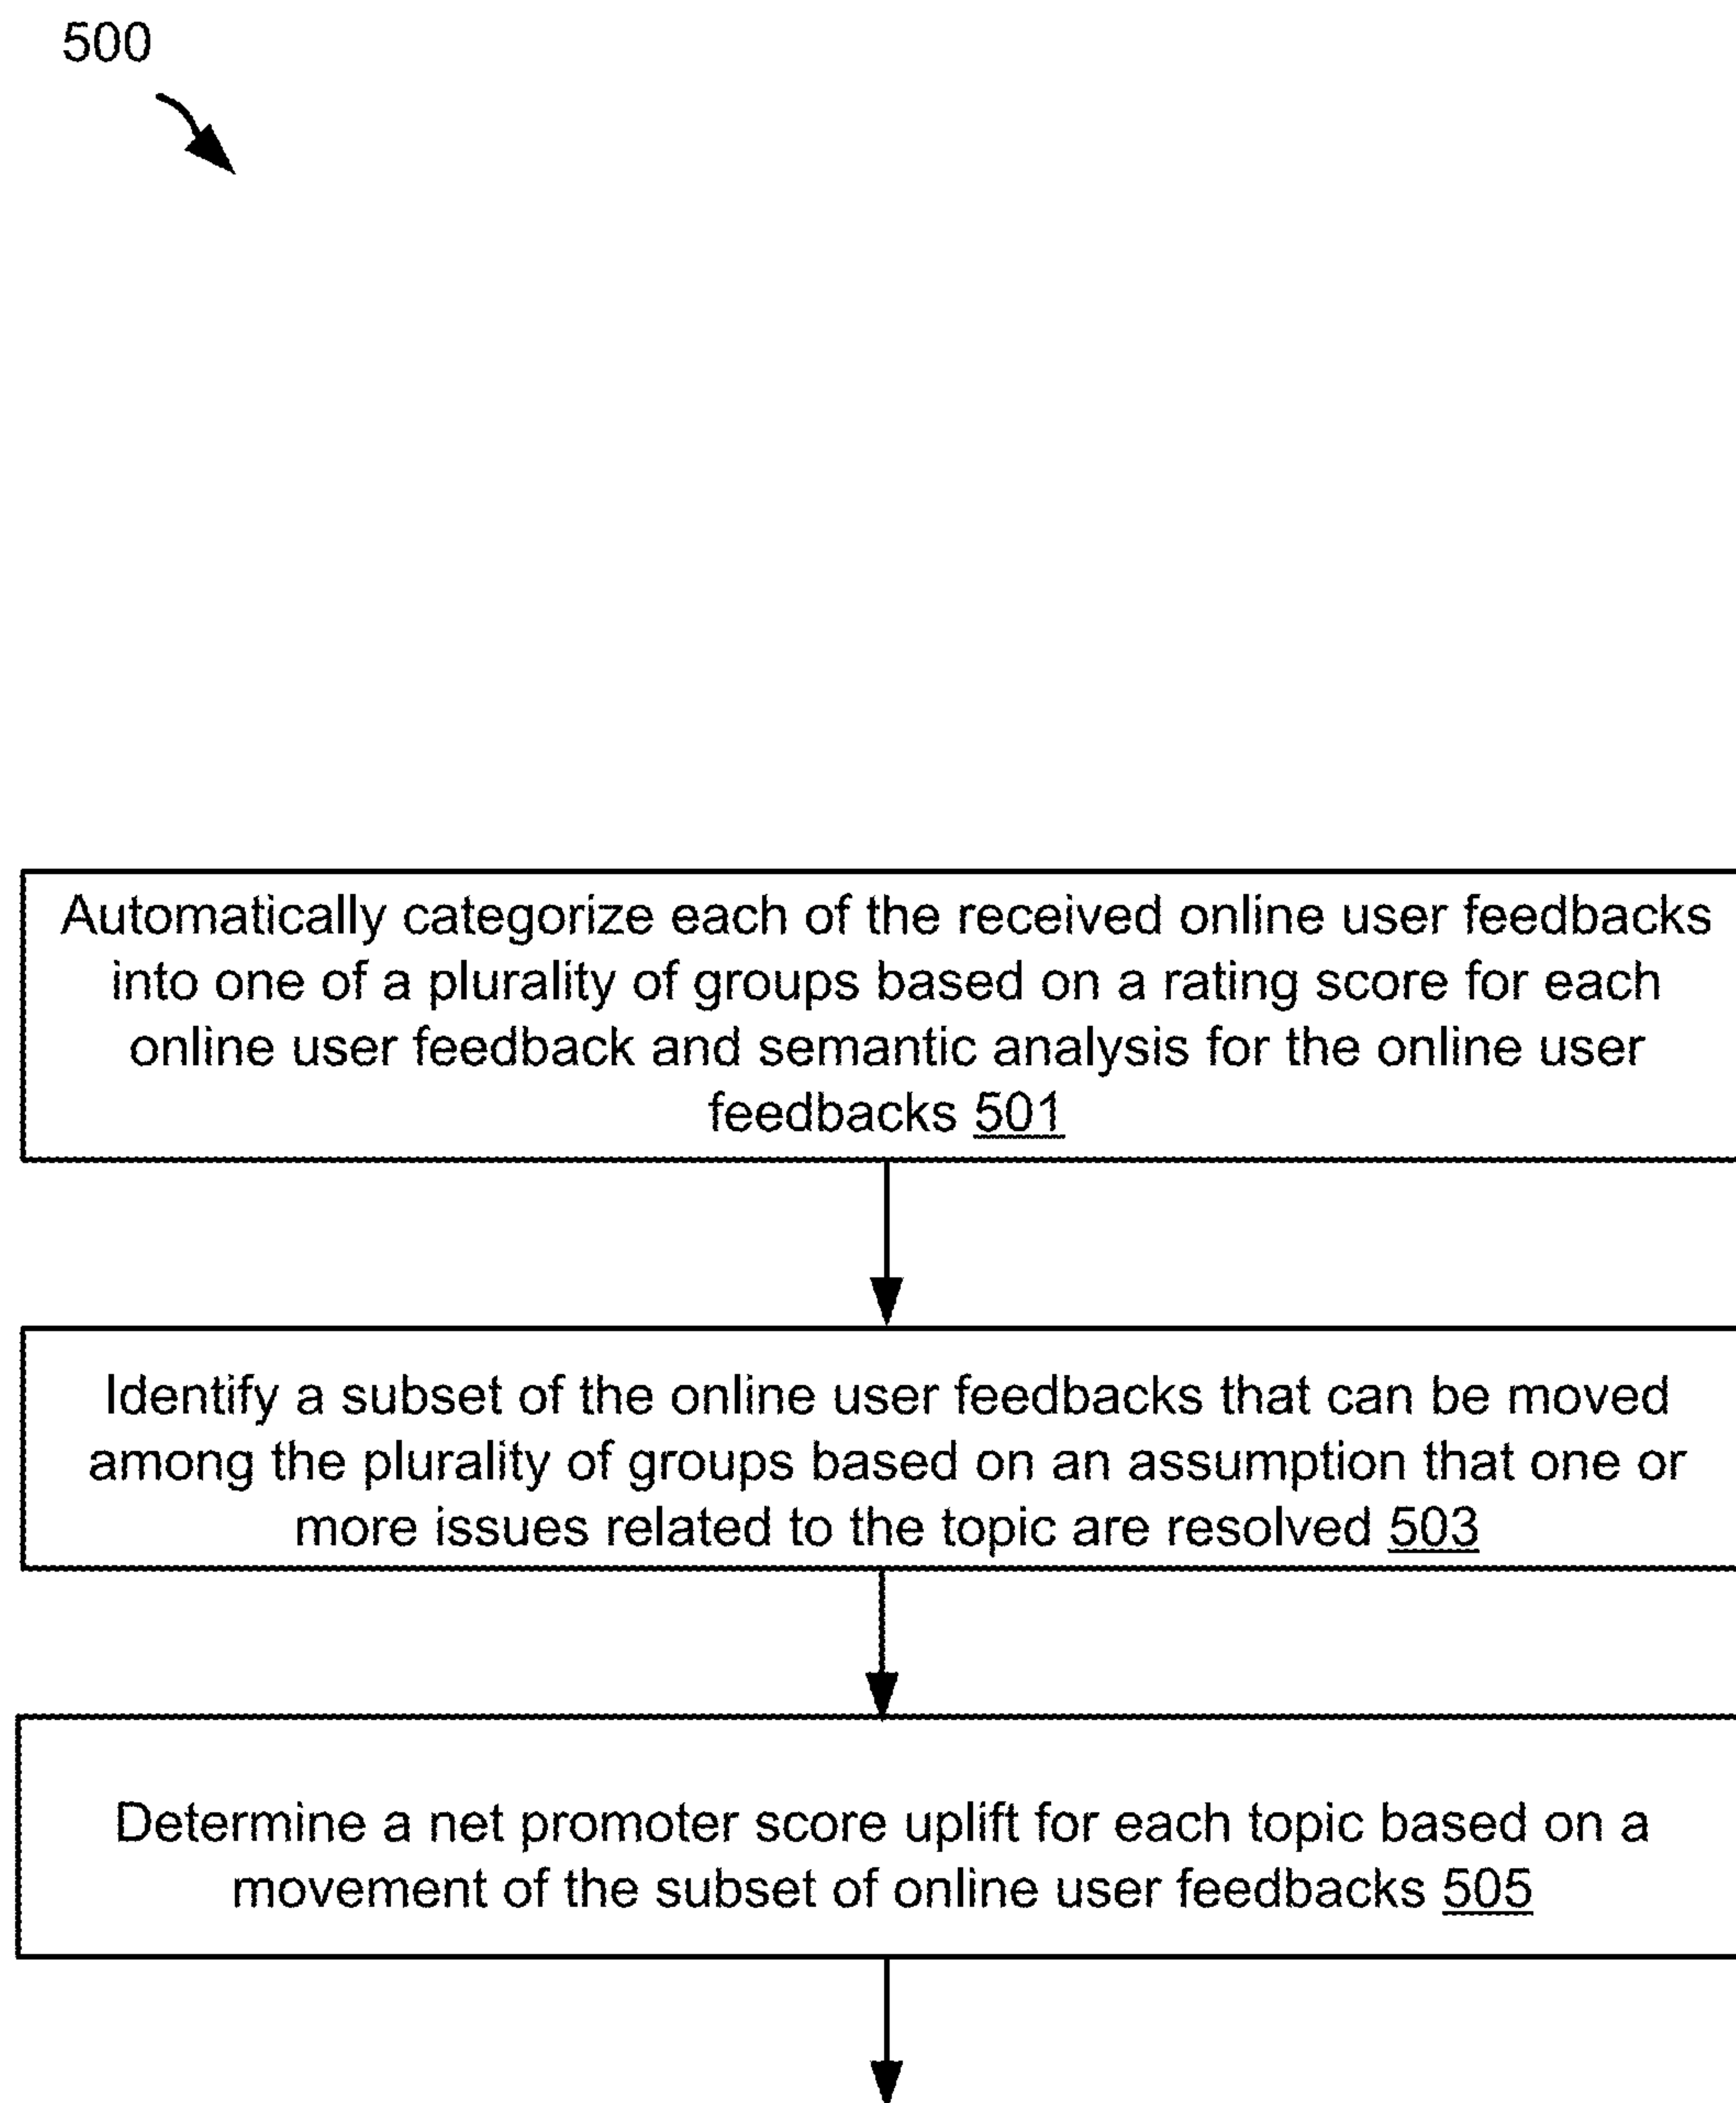 500
Automatically categorize each of the received online user feedbacks
into one of a plurality of groups based on a rating score for each
online user feedback and semantic analysis for the online user
feedbacks 501
Identify a subset of the online user feedbacks that can be moved
among the plurality of groups based on an assumption that one or
more issues related to the topic are resolved 503
Determine a net promoter score uplift for each topic based on a
movement of the subset of online user feedbacks 505